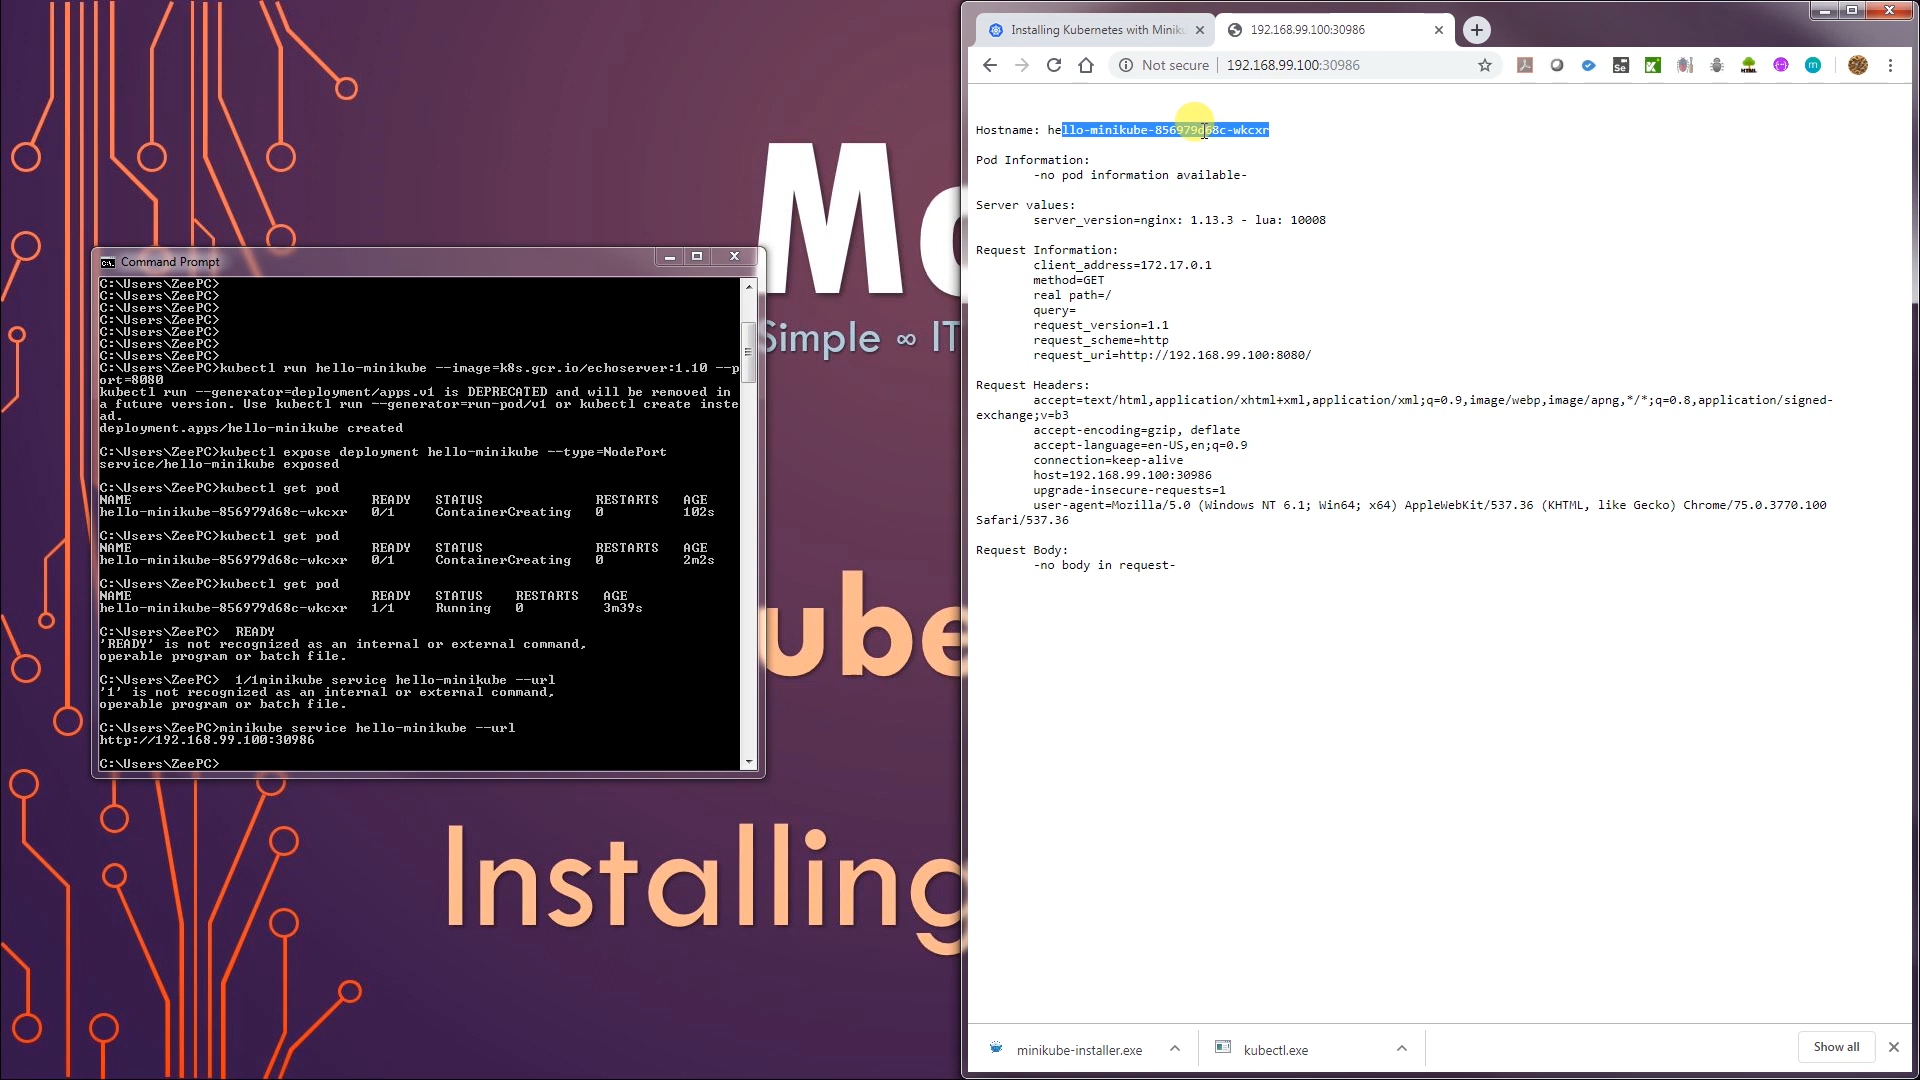 Mo
Simple ∞ IT
ube
Installing
Command Prompt
C:\Users\ZeePC>
C:\Users\ZeePC>
C:\Users\ZeePC>
C:\Users\ZeePC>
C:\Users\ZeePC>
C:\Users\ZeePC>
C:\Users\ZeePC>
C:\Users\ZeePC>kubectl run hello-minikube --image=k8s.gcr.io/echoserver:1.10 --p
ort=8080
kubectl run --generator=deployment/apps.v1 is DEPRECATED and will be removed in
a future version. Use kubectl run --generator=run-pod/v1 or kubectl create inste
ad.
deployment.apps/hello-minikube created
C:\Users\ZeePC>kubectl expose deployment hello-minikube --type=NodePort
service/hello-minikube exposed
C:\Users\ZeePC>kubectl get pod
NAME READY STATUS RESTARTS AGE
hello-minikube-856979d68c-wkcxr 0/1 ContainerCreating 0 102s
C:\Users\ZeePC>kubectl get pod
NAME READY STATUS RESTARTS AGE
hello-minikube-856979d68c-wkcxr 0/1 ContainerCreating 0 2m2s
C:\Users\ZeePC>kubectl get pod
NAME READY STATUS RESTARTS AGE
hello-minikube-856979d68c-wkcxr 1/1 Running 0 3m39s
C:\Users\ZeePC>  READY
'READY' is not recognized as an internal or external command,
operable program or batch file.
C:\Users\ZeePC>  1/1minikube service hello-minikube --url
'1' is not recognized as an internal or external command,
operable program or batch file.
C:\Users\ZeePC>minikube service hello-minikube --url
http://192.168.99.100:30986
C:\Users\ZeePC>
Installing Kubernetes with Miniku
192.168.99.100:30986
Not secure
192.168.99.100:30986
Hostname: hello-minikube-856979d68c-wkcxr
Pod Information:
-no pod information available-
Server values:
server_version=nginx: 1.13.3 - lua: 10008
Request Information:
client_address=172.17.0.1
method=GET
real path=/
query=
request_version=1.1
request_scheme=http
request_uri=http://192.168.99.100:8080/
Request Headers:
accept=text/html,application/xhtml+xml,application/xml;q=0.9,image/webp,image/apng,*/*;q=0.8,application/signed-
exchange;v=b3
accept-encoding=gzip, deflate
accept-language=en-US,en;q=0.9
connection=keep-alive
host=192.168.99.100:30986
upgrade-insecure-requests=1
user-agent=Mozilla/5.0 (Windows NT 6.1; Win64; x64) AppleWebKit/537.36 (KHTML, like Gecko) Chrome/75.0.3770.100
Safari/537.36
Request Body:
-no body in request-
minikube-installer.exe
kubectl.exe
Show all